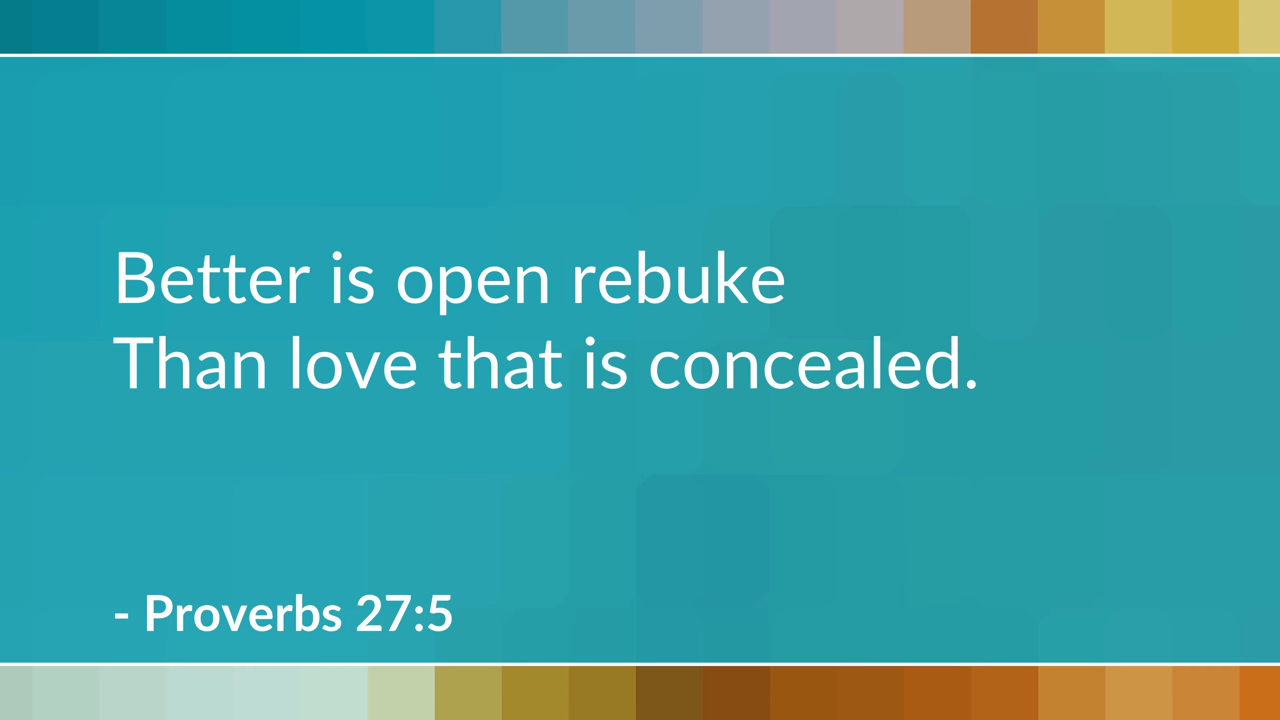 Better is open rebuke
Than love that is concealed.
- Proverbs 27:5